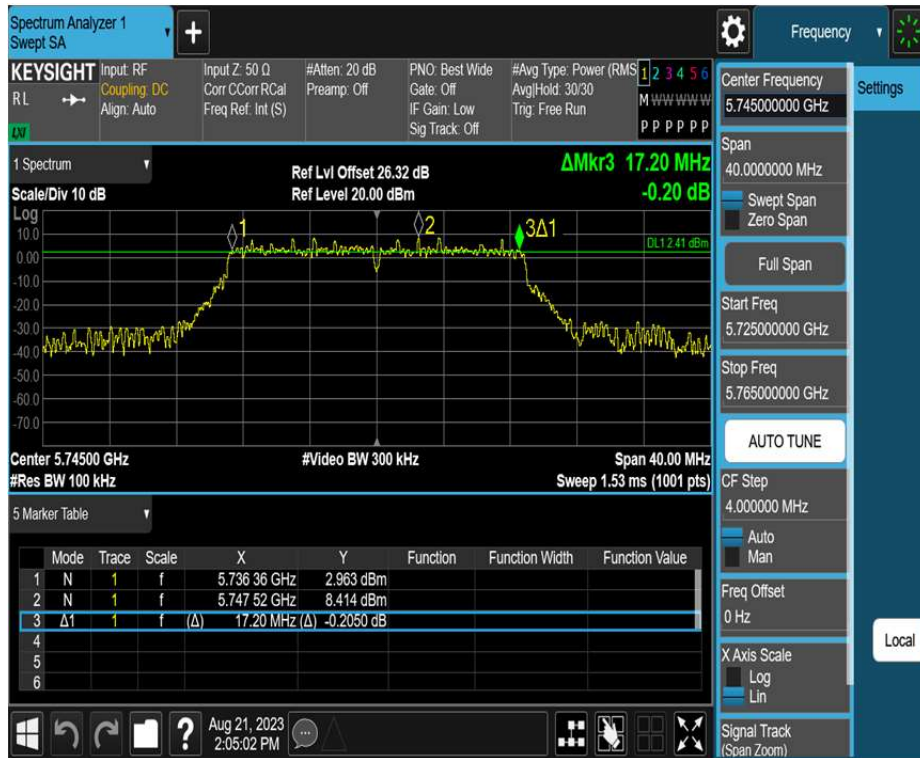 Spectrum Analyzer 1
Swept SA
+
Frequency
KEYSIGHT
RL
LXI
Input: RF
Coupling: DC
Align: Auto
Input Z: 50 Ω
Corr CCorr RCal
Freq Ref: Int (S)
#Atten: 20 dB
Preamp: Off
PNO: Best Wide
Gate: Off
IF Gain: Low
Sig Track: Off
#Avg Type: Power (RMS
Avg|Hold: 30/30
Trig: Free Run
1 2 3 4 5 6
M W W W W W
P P P P P P
1 Spectrum
Scale/Div 10 dB
Ref Lvl Offset 26.32 dB
Ref Level 20.00 dBm
ΔMkr3 17.20 MHz
-0.20 dB
Log
10.0
0.00
-10.0
-20.0
-30.0
-40.0
-50.0
-60.0
-70.0
1
2
3Δ1
DL1 2.41 dBm
Center 5.74500 GHz
#Video BW 300 kHz
Span 40.00 MHz
#Res BW 100 kHz
Sweep 1.53 ms (1001 pts)
5 Marker Table
Mode Trace Scale X Y Function Function Width Function Value
1 N 1 f 5.736 36 GHz 2.963 dBm
2 N 1 f 5.747 52 GHz 8.414 dBm
3 Δ1 1 f (Δ) 17.20 MHz (Δ) -0.2050 dB
4
5
6
?
Aug 21, 2023
2:05:02 PM
Center Frequency
5.745000000 GHz
Settings
Span
40.0000000 MHz
Swept Span
Zero Span
Full Span
Start Freq
5.725000000 GHz
Stop Freq
5.765000000 GHz
AUTO TUNE
CF Step
4.000000 MHz
Auto
Man
Freq Offset
0 Hz
Local
X Axis Scale
Log
Lin
Signal Track
(Span Zoom)